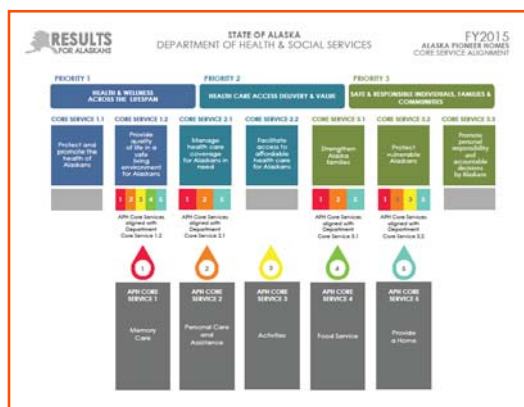 RESULTS
FOR ALASKANS
STATE OF ALASKA
DEPARTMENT OF HEALTH & SOCIAL SERVICES
FY2015
ALASKA PIONEER HOMES
CORE SERVICE ALIGNMENT
PRIORITY 1
PRIORITY 2
PRIORITY 3
HEALTH & WELLNESS
ACROSS THE LIFESPAN
HEALTH CARE ACCESS DELIVERY & VALUE
SAFE & RESPONSIBLE INDIVIDUALS, FAMILIES &
COMMUNITIES
CORE SERVICE 1.1
Protect and
promote the
health of
Alaskans
CORE SERVICE 1.2
Provide
quality
of life in a
safe
living
environment for
Alaskans
CORE SERVICE 2.1
Manage
health care
coverage
for Alaskans in
need
CORE SERVICE 2.2
Facilitate
access to
affordable
health care for
Alaskans
CORE SERVICE 3.1
Strengthen
Alaska
families
CORE SERVICE 3.2
Protect
vulnerable
Alaskans
CORE SERVICE 3.3
Promote
personal
responsibility
and
accountable
decisions by
Alaskans
1 2 3 4 5
APH Core Services
aligned with
Department
Core Service 1.2
1 2 5
APH Core Services
aligned with
Department
Core Service 2.1
1 2 5
APH Core Services
aligned with
Department
Core Service 3.1
1 2 3 5
APH Core Services
aligned with
Department
Core Service 3.2
1
2
3
4
5
APH CORE
SERVICE 1
Memory
Care
APH CORE
SERVICE 2
Personal Care
and
Assistance
APH CORE
SERVICE 3
Activities
APH CORE
SERVICE 4
Food Service
APH CORE
SERVICE 5
Provide
a Home